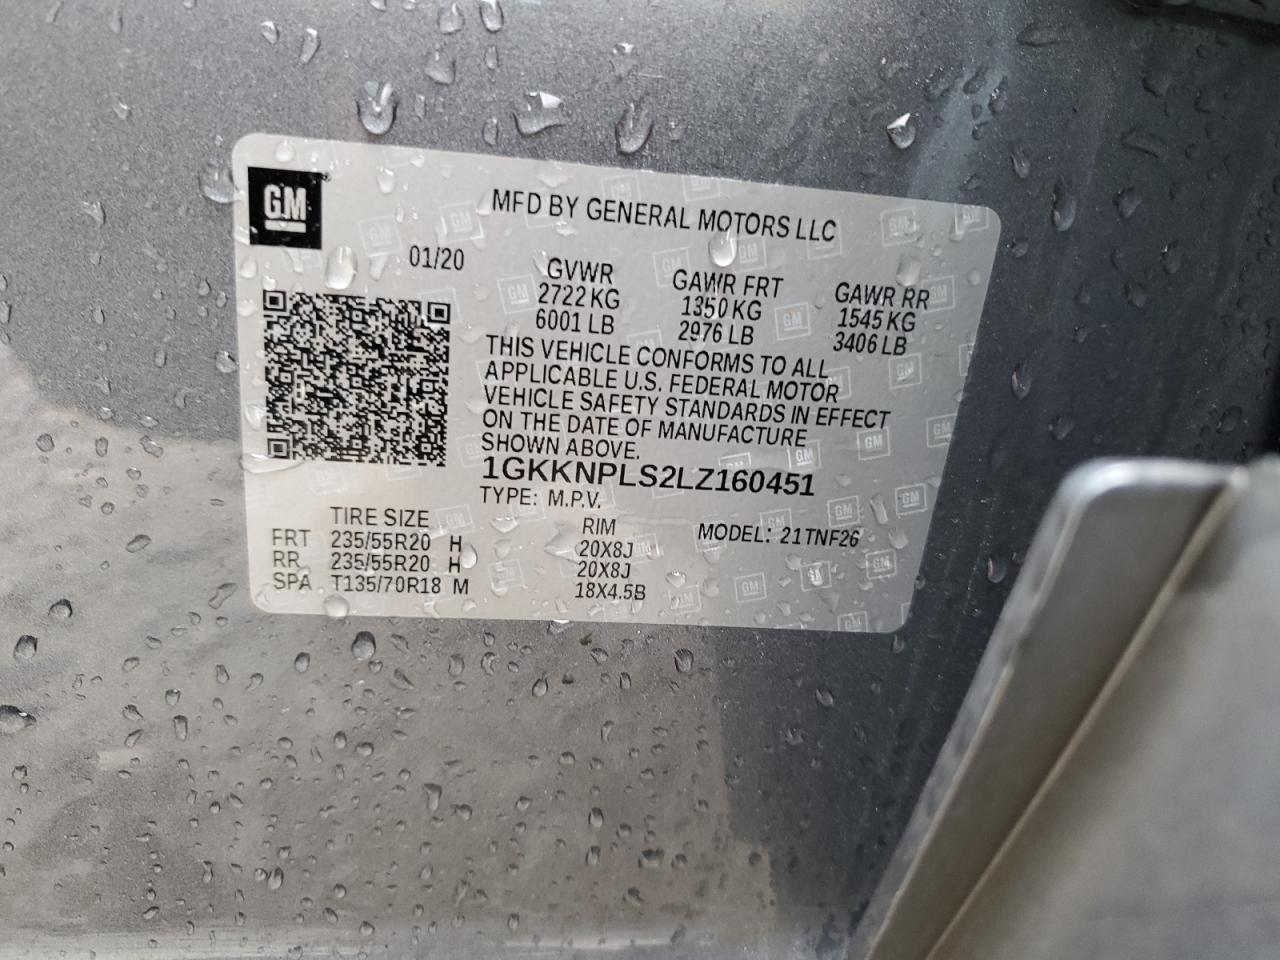 GM
MFD BY GENERAL MOTORS LLC
01/20
GVWR GAWR FRT GAWR RR
2722 KG 1350 KG 1545 KG
6001 LB 2976 LB 3406 LB
THIS VEHICLE CONFORMS TO ALL
APPLICABLE U.S. FEDERAL MOTOR
VEHICLE SAFETY STANDARDS IN EFFECT
ON THE DATE OF MANUFACTURE
SHOWN ABOVE.
1GKKNPLS2LZ160451
TYPE: M.P.V.
TIRE SIZE RIM MODEL: 21TNF26
FRT 235/55R20 H 20X8J
RR 235/55R20 H 20X8J
SPA T135/70R18 M 18X4.5B